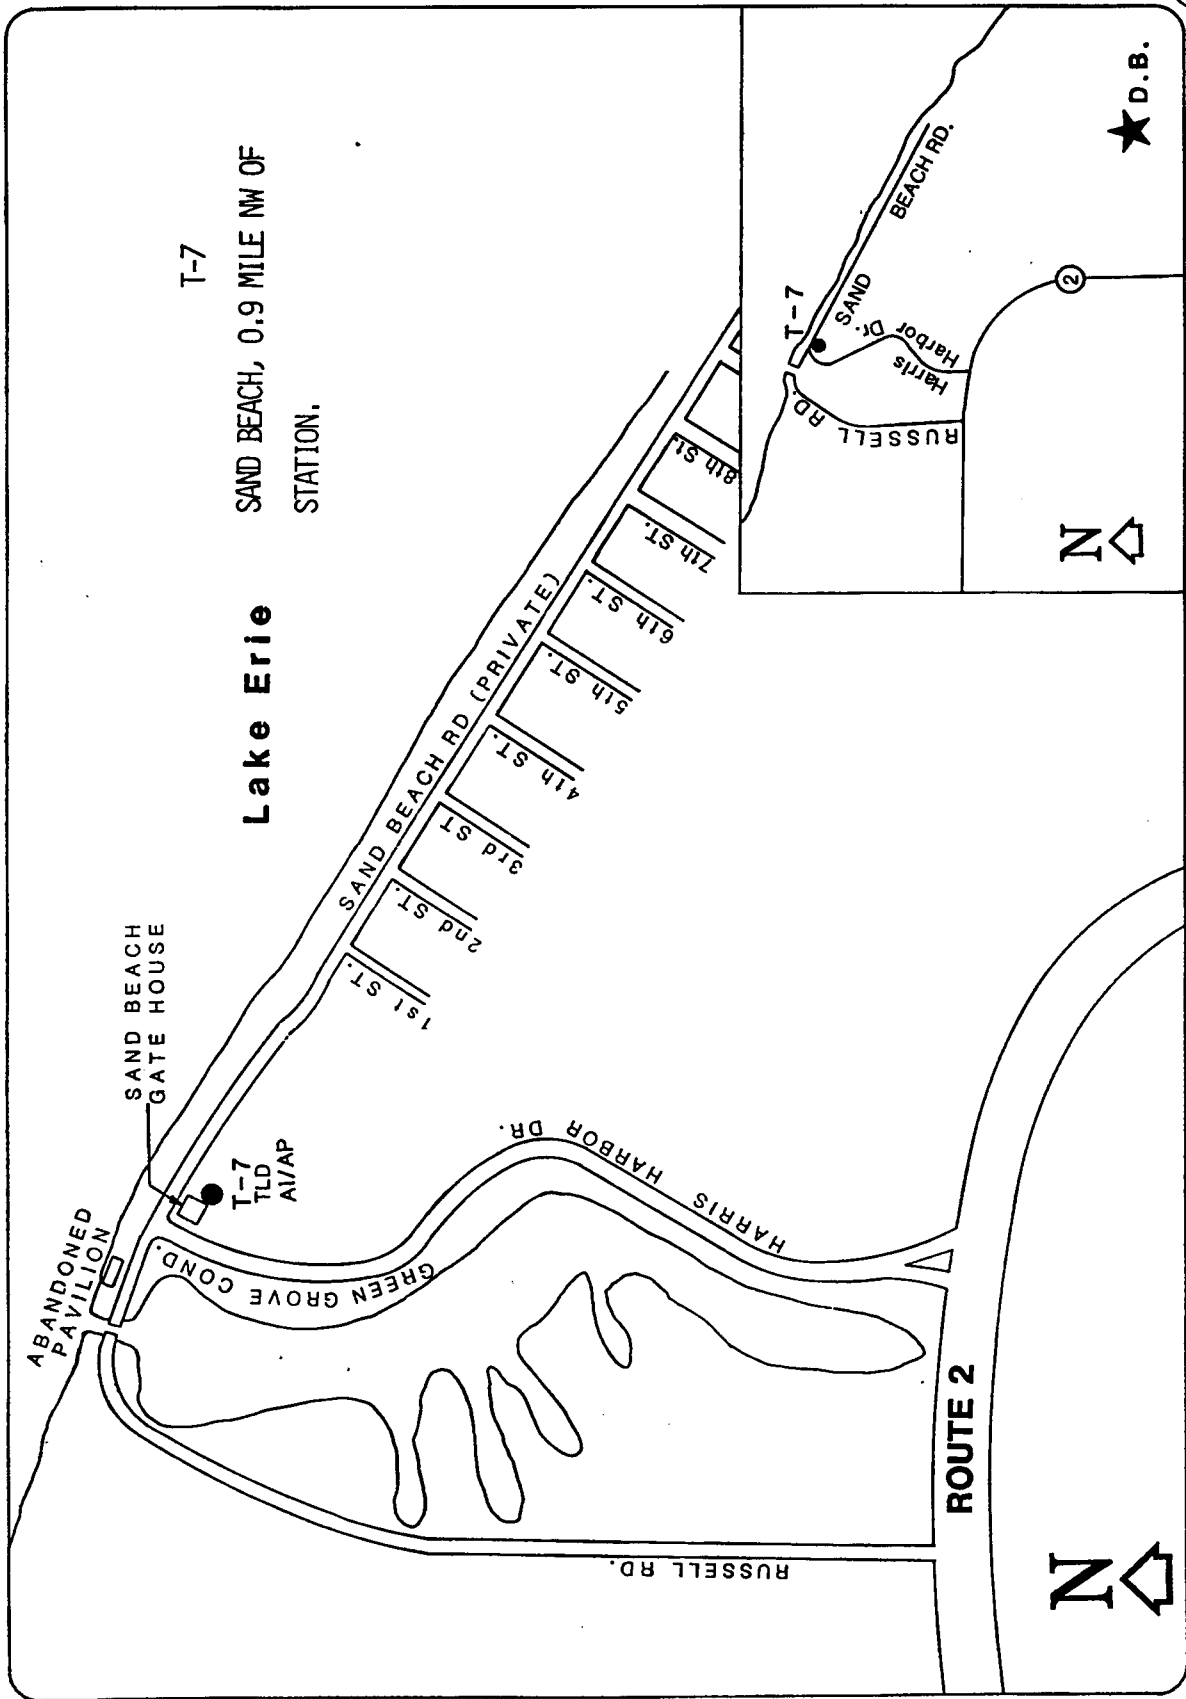 T-7
SAND BEACH, 0.9 MILE NW OF
STATION.
Lake Erie
SAND BEACH
GATE HOUSE
ABANDONED
PAVILION
T-7
TLD
AI/AP
SAND BEACH RD (PRIVATE)
1st ST.
2nd ST.
3rd ST
4th ST.
5th ST.
6th ST.
7th ST.
8th St.
GREEN GROVE COND.
HARRIS HARBOR DR.
RUSSELL RD.
ROUTE 2
N
T-7
SAND BEACH RD.
Harris Harbor Dr.
RUSSELL RD.
2
D.B.
N